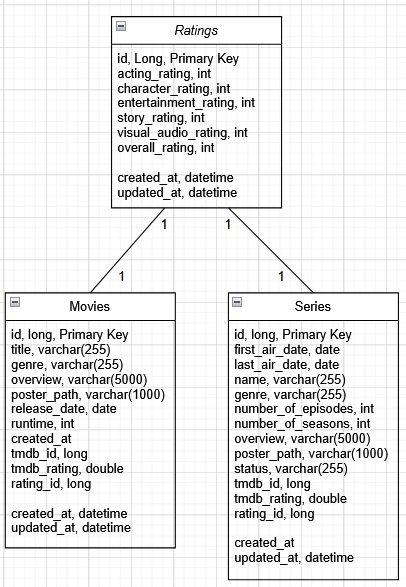 Ratings
id, Long, Primary Key
acting_rating, int
character_rating, int
entertainment_rating, int
story_rating, int
visual_audio_rating, int
overall_rating, int
created_at, datetime
updated_at, datetime
1
1
1
1
Movies
id, long, Primary Key
title, varchar(255)
genre, varchar(255)
overview, varchar(5000)
poster_path, varchar(1000)
release_date, date
runtime, int
created_at
tmdb_id, long
tmdb_rating, double
rating_id, long
created_at, datetime
updated_at, datetime
Series
id, long, Primary Key
first_air_date, date
last_air_date, date
name, varchar(255)
genre, varchar(255)
number_of_episodes, int
number_of_seasons, int
overview, varchar(5000)
poster_path, varchar(1000)
status, varchar(255)
tmdb_id, long
tmdb_rating, double
rating_id, long
created_at
updated_at, datetime